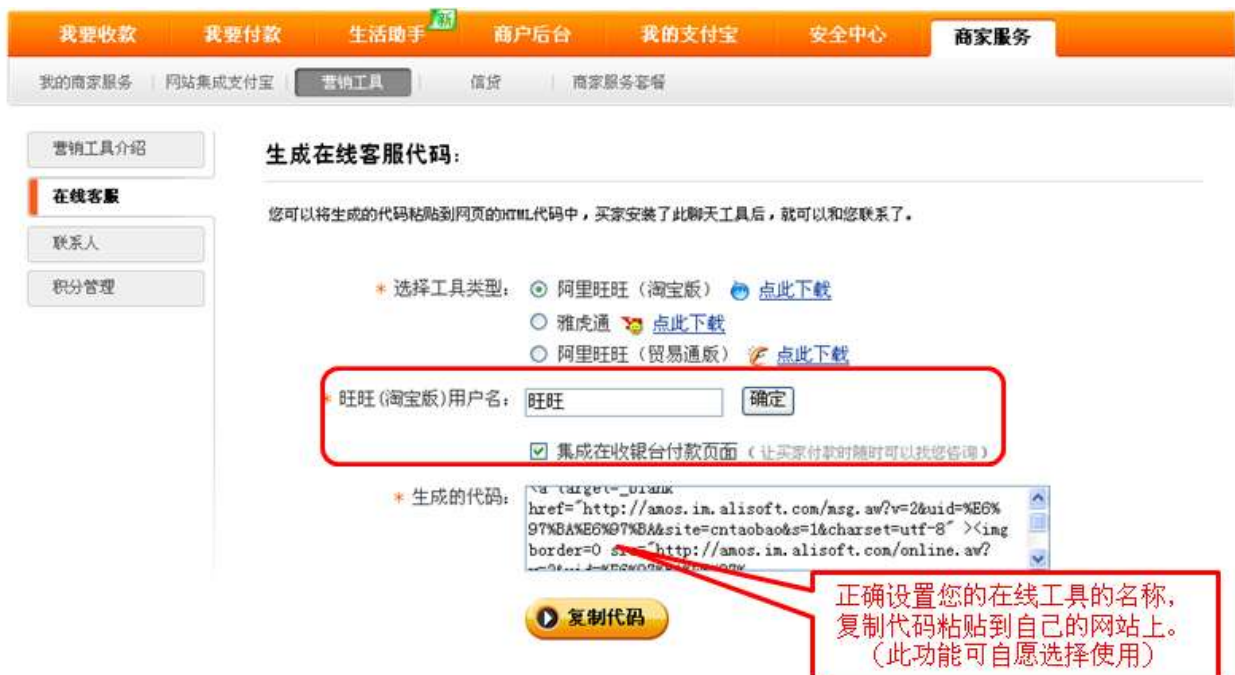 我要收款 我要付款 生活助手 新 商户后台 我的支付宝 安全中心 商家服务
我的商家服务 网站集成支付宝 营销工具 信贷 商家服务套餐
营销工具介绍
在线客服
联系人
积分管理
生成在线客服代码:
您可以将生成的代码粘贴到网页的HTML代码中,买家安装了此聊天工具后,就可以和您联系了。
* 选择工具类型: 阿里旺旺(淘宝版) 点此下载
雅虎通 点此下载
阿里旺旺(贸易通版) 点此下载
* 旺旺(淘宝版)用户名: 旺旺 确定
集成在收银台付款页面 (让买家付款时随时可以找您咨询)
* 生成的代码: <a target=_blank
href="http://amos.im.alisoft.com/msg.aw?v=2&uid=%E6%
97%BA%E6%97%BA&site=cntaobao&s=1&charset=utf-8" ><img
border=0 src="http://amos.im.alisoft.com/online.aw?
复制代码
正确设置您的在线工具的名称,
复制代码粘贴到自己的网站上。
(此功能可自愿选择使用)